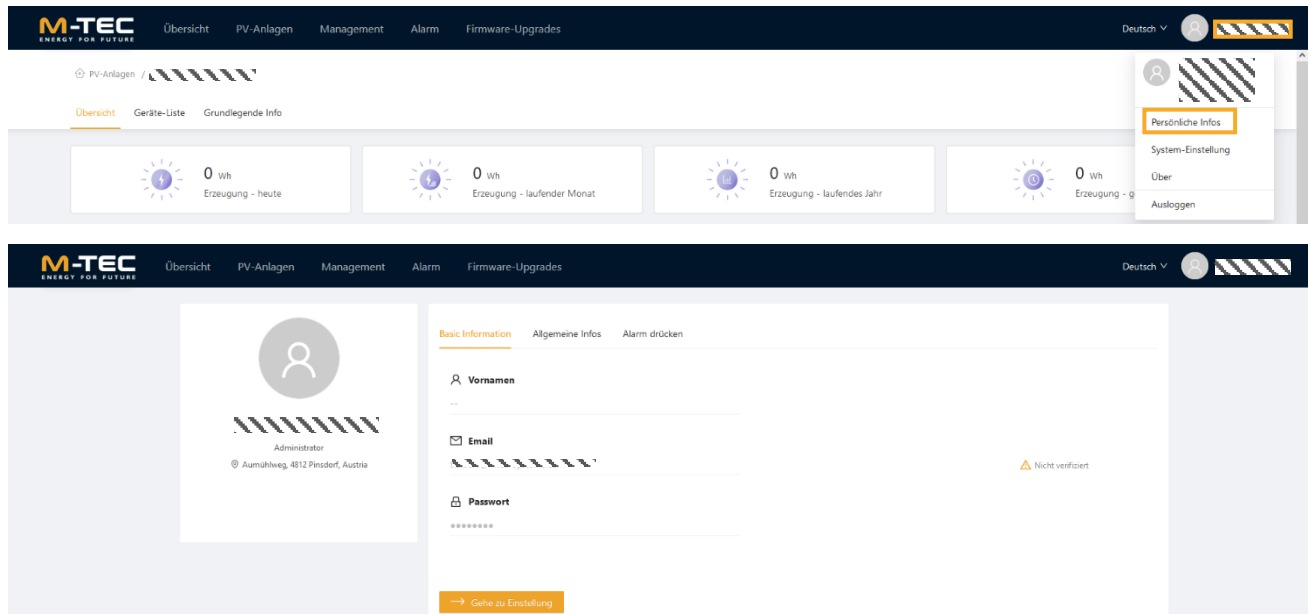 M-TEC Übersicht PV-Anlagen Management Alarm Firmware-Upgrades Deutsch
ENERGY FOR FUTURE
PV-Anlagen /
Übersicht Geräte-Liste Grundlegende Info
Persönliche Infos
System-Einstellung
Über
Ausloggen
0 Wh
Erzeugung - heute
0 Wh
Erzeugung - laufender Monat
0 Wh
Erzeugung - laufendes Jahr
0 Wh
Erzeugung - g
M-TEC Übersicht PV-Anlagen Management Alarm Firmware-Upgrades Deutsch
ENERGY FOR FUTURE
Administrator
Aumühlweg, 4812 Pinsdorf, Austria
Basic Information Allgemeine Infos Alarm drücken
Vornamen
--
Email
Nicht verifiziert
Passwort
********
Gehe zu Einstellung